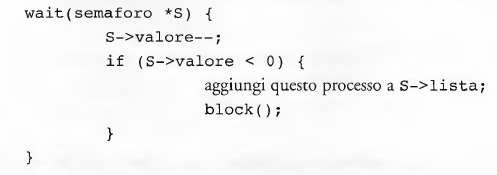 wait(semaforo *S) {
S->valore--;
if (S->valore < 0) {
aggiungi questo processo a S->lista;
block();
}
}